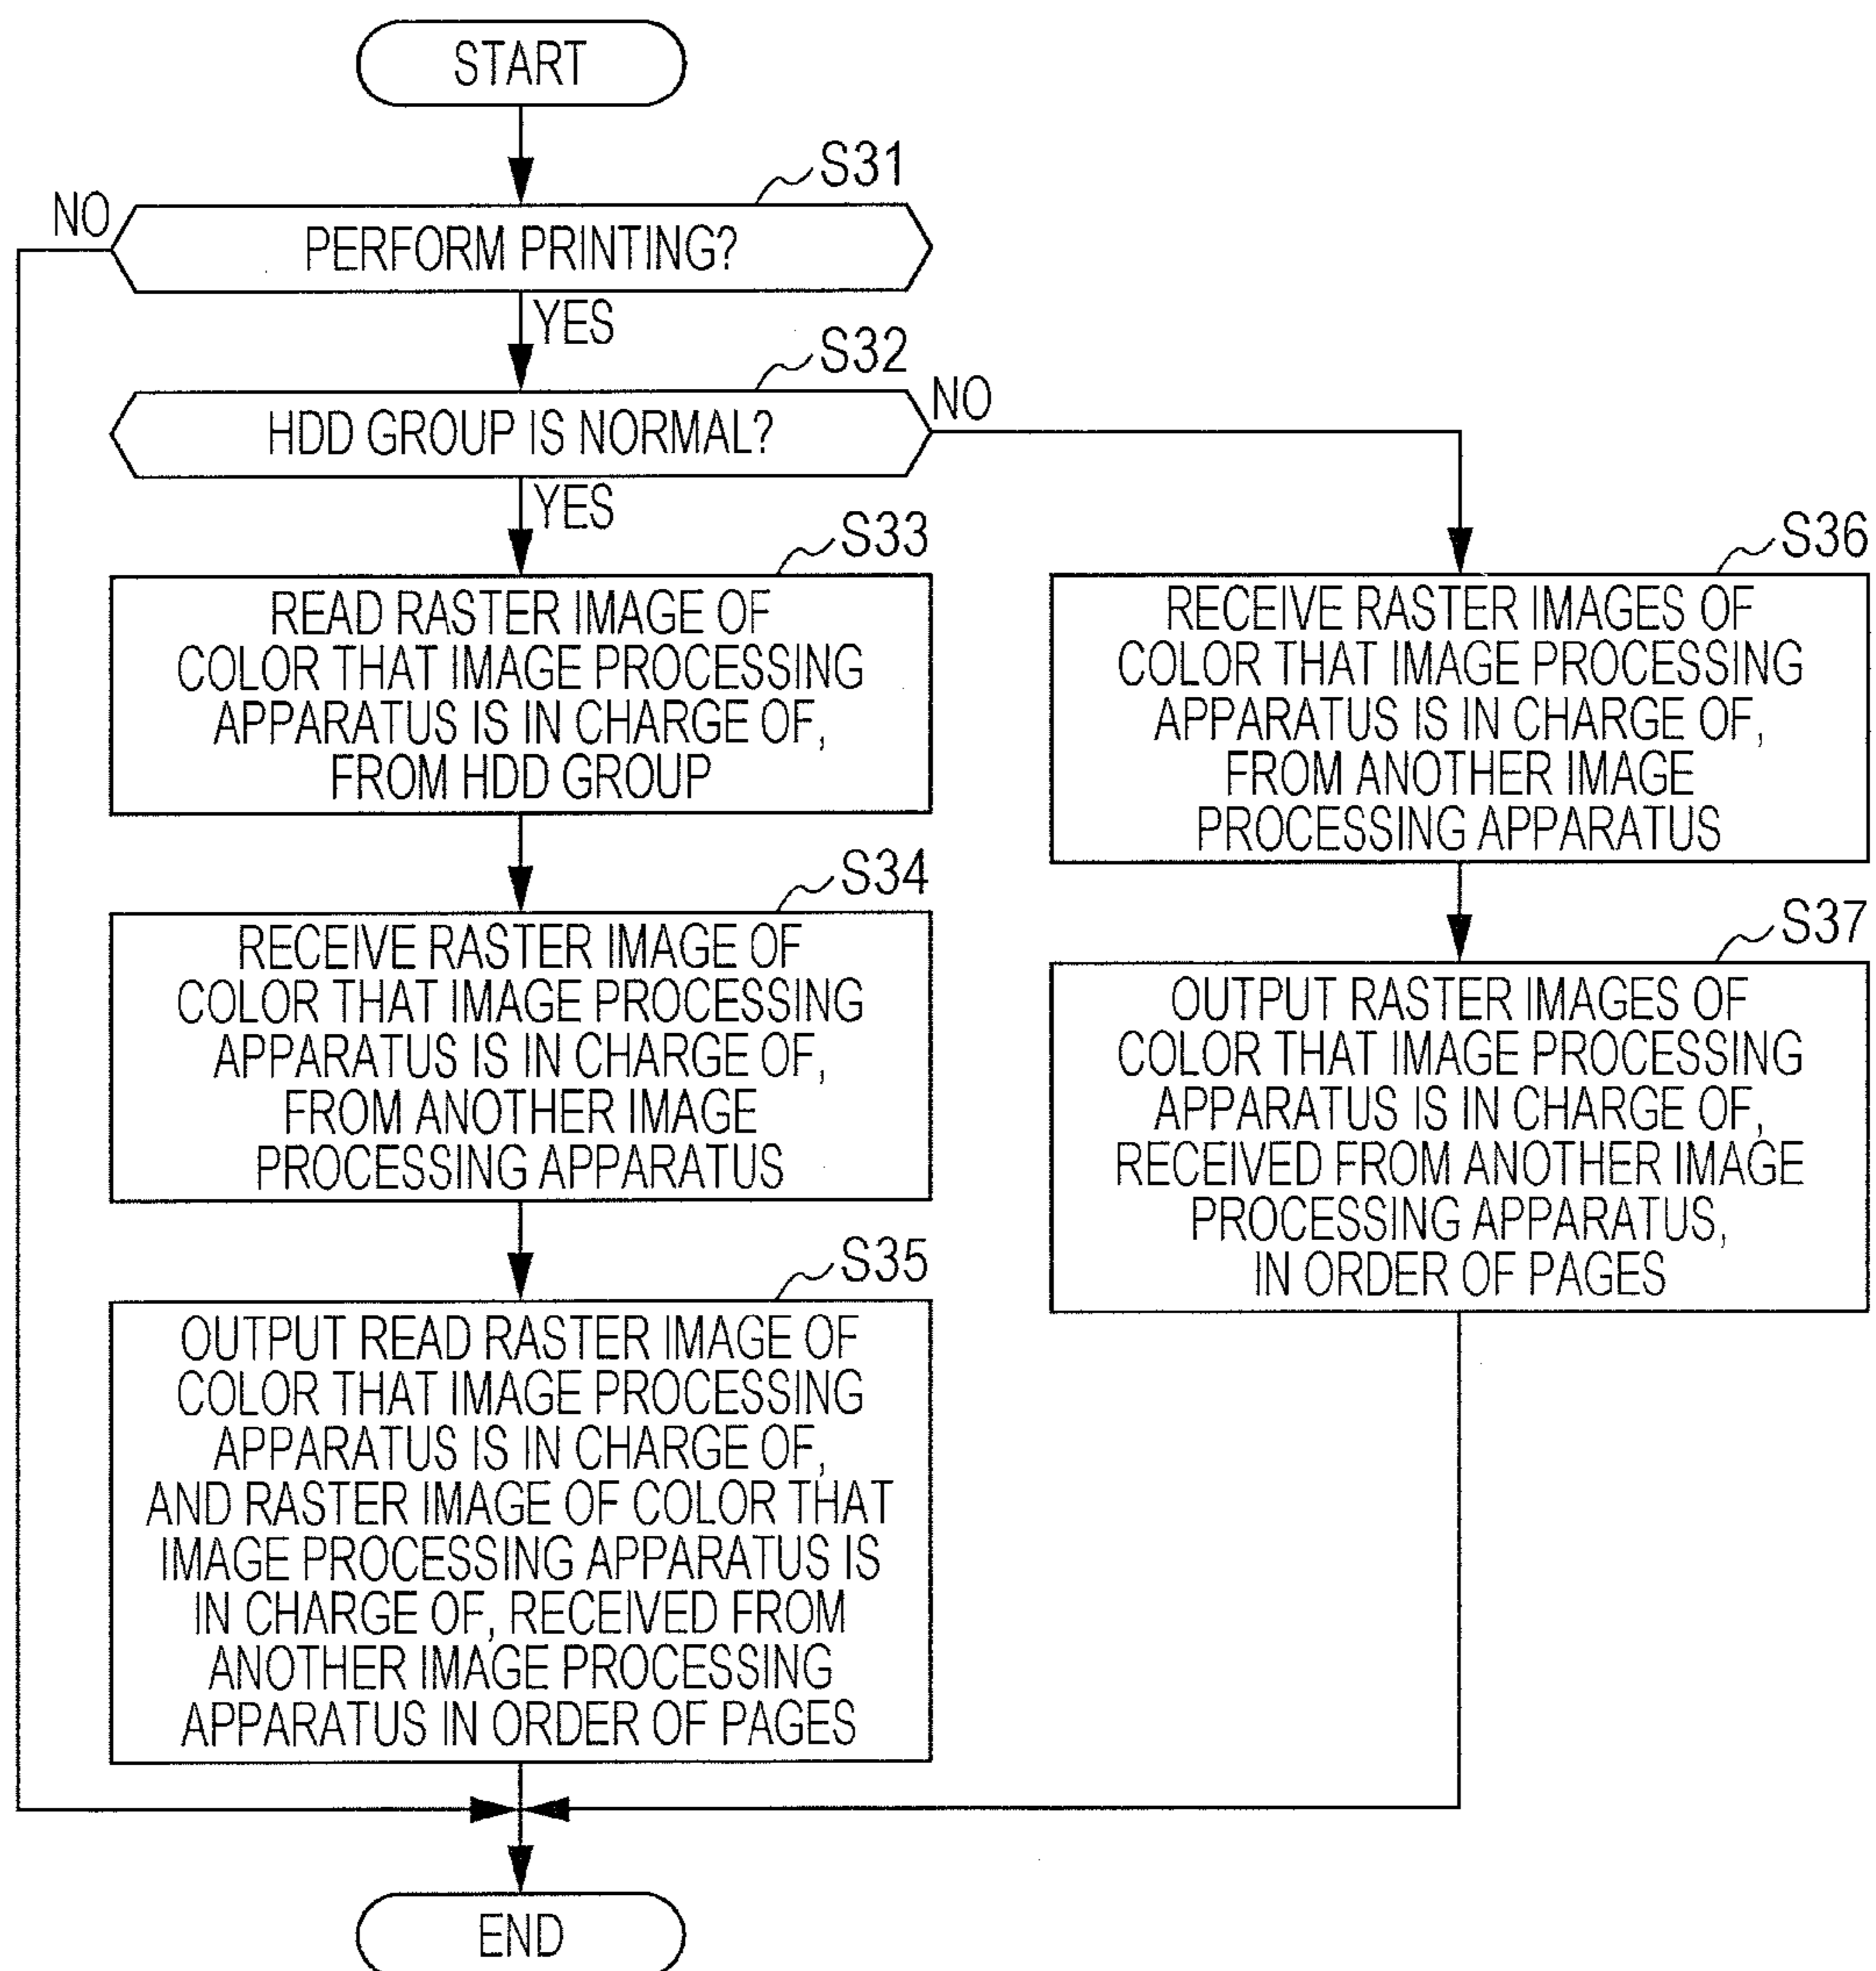 START
S31
NO
PERFORM PRINTING?
YES
S32
NO
HDD GROUP IS NORMAL?
YES
S33
READ RASTER IMAGE OF
COLOR THAT IMAGE PROCESSING
APPARATUS IS IN CHARGE OF,
FROM HDD GROUP
S34
RECEIVE RASTER IMAGE OF
COLOR THAT IMAGE PROCESSING
APPARATUS IS IN CHARGE OF,
FROM ANOTHER IMAGE
PROCESSING APPARATUS
S35
OUTPUT READ RASTER IMAGE OF
COLOR THAT IMAGE PROCESSING
APPARATUS IS IN CHARGE OF,
AND RASTER IMAGE OF COLOR THAT
IMAGE PROCESSING APPARATUS IS
IN CHARGE OF, RECEIVED FROM
ANOTHER IMAGE PROCESSING
APPARATUS IN ORDER OF PAGES
S36
RECEIVE RASTER IMAGES OF
COLOR THAT IMAGE PROCESSING
APPARATUS IS IN CHARGE OF,
FROM ANOTHER IMAGE
PROCESSING APPARATUS
S37
OUTPUT RASTER IMAGES OF
COLOR THAT IMAGE PROCESSING
APPARATUS IS IN CHARGE OF,
RECEIVED FROM ANOTHER IMAGE
PROCESSING APPARATUS,
IN ORDER OF PAGES
END